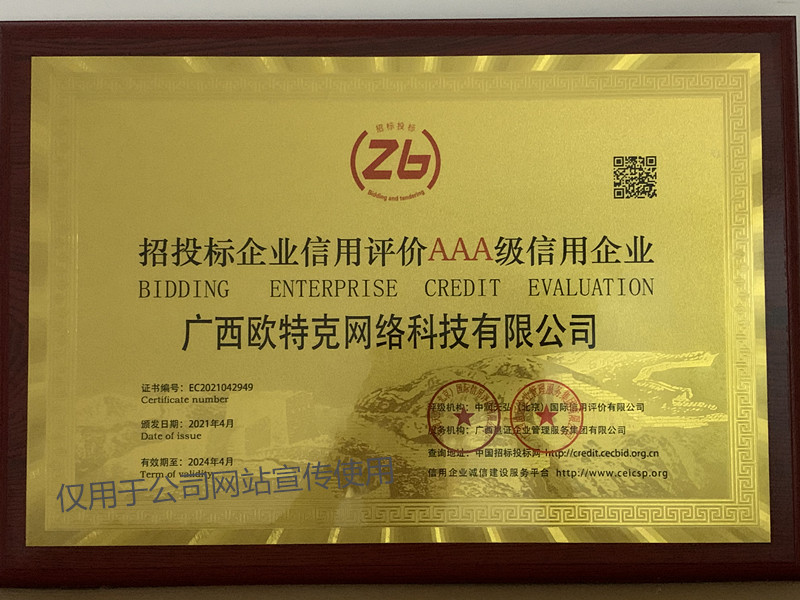 招标投标
Zb
Bidding and tendering
招投标企业信用评价AAA级信用企业
BIDDING ENTERPRISE CREDIT EVALUATION
广西欧特克网络科技有限公司
证书编号：EC2021042949
Certificate number
颁发日期：2021年4月
Date of issue
有效期至：2024年4月
Term of validity
机构：中网天弘（北京）国际信用评价有限公司
服务机构：广西 证企业管理服务集团有限公司
查询地址：中国招标投标网 http://credit.cecbid.org.cn
信用企业诚信建设服务平台 http://www.ceicsp.org
仅用于公司网站宣传使用